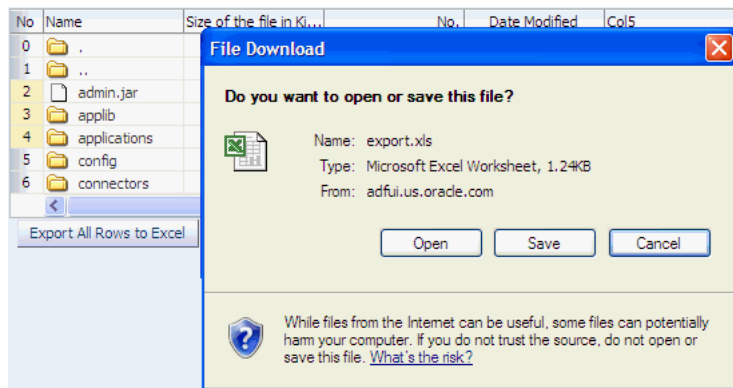 No Name Size of the file in Ki... No. Date Modified Col5
0 .
1 ..
2 admin.jar
3 applib
4 applications
5 config
6 connectors
Export All Rows to Excel
File Download
Do you want to open or save this file?
Name: export.xls
Type: Microsoft Excel Worksheet, 1.24KB
From: adfui.us.oracle.com
Open Save Cancel
While files from the Internet can be useful, some files can potentially
harm your computer. If you do not trust the source, do not open or
save this file. What's the risk?